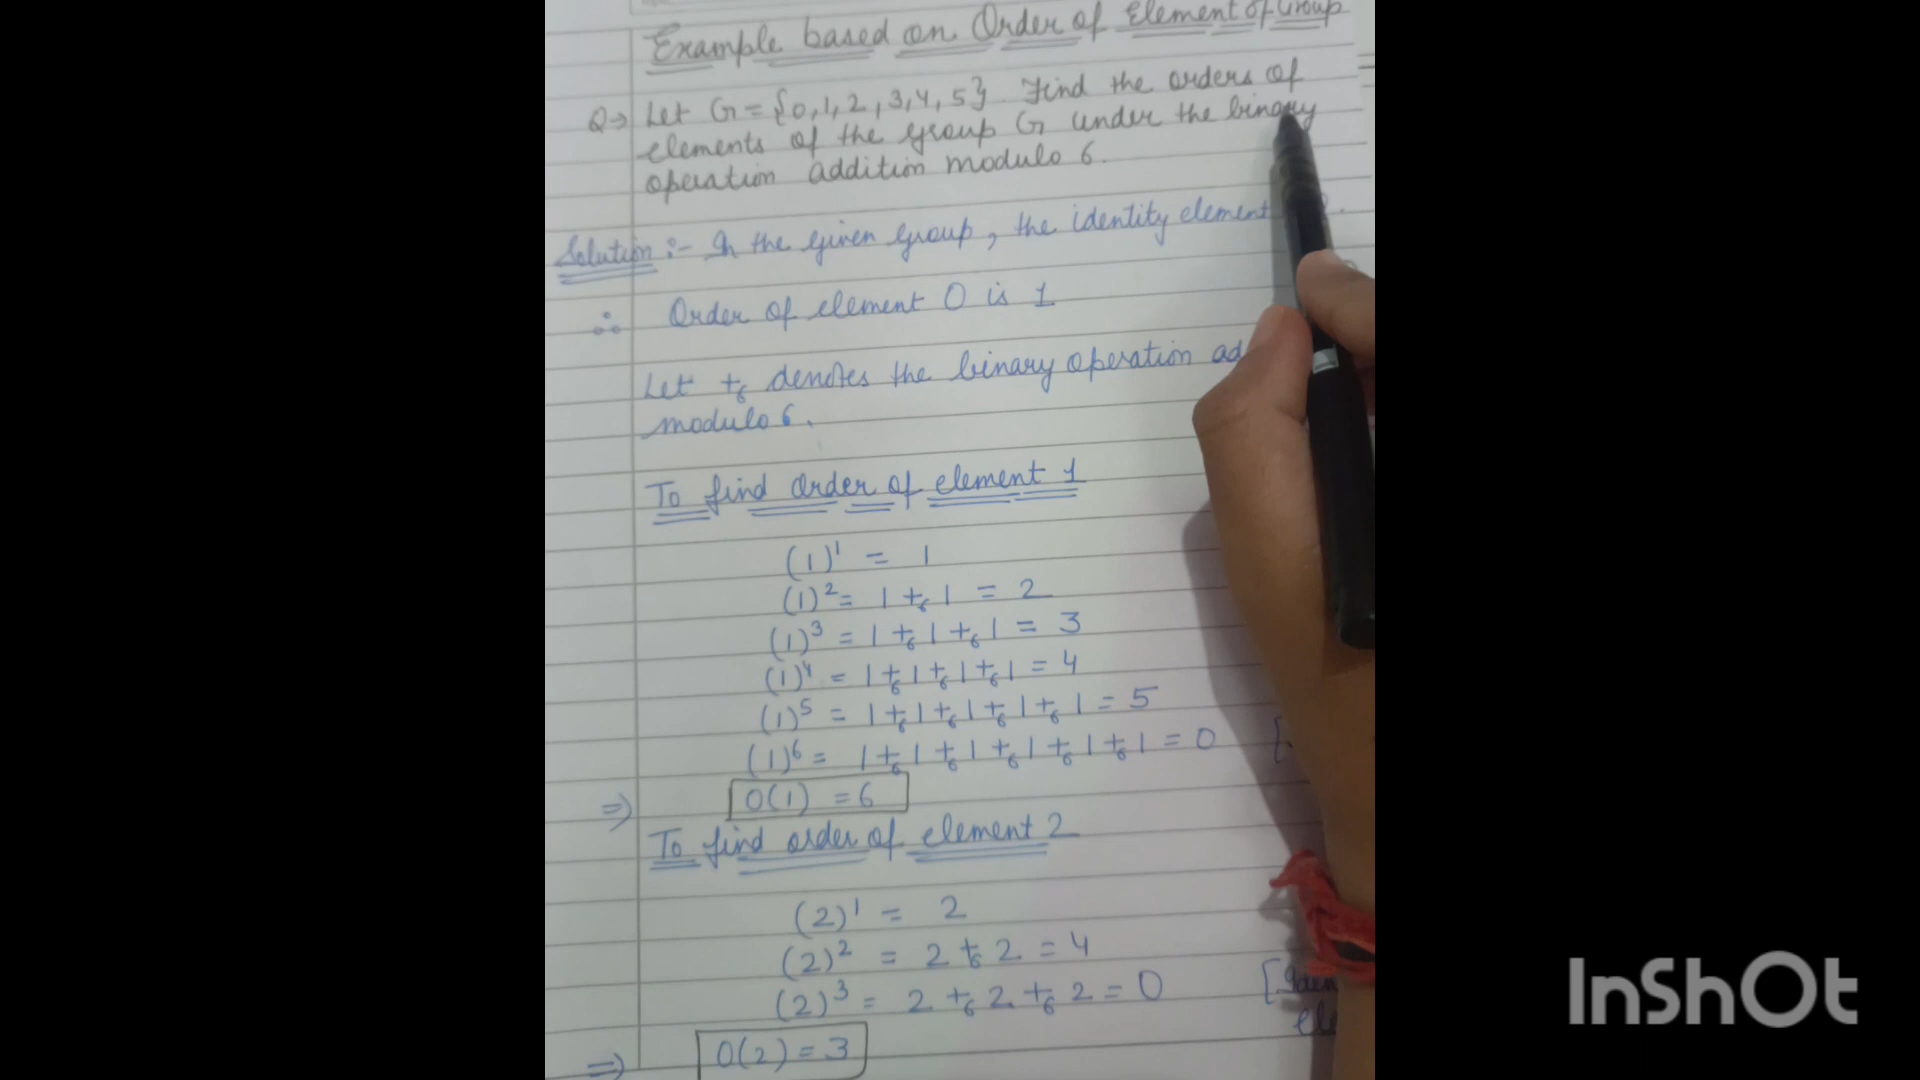 Example based on Order of Element of Group
Q→ Let G = {0,1,2,3,4,5}. Find the orders of
elements of the group G under the binary
operation addition modulo 6.
Solution :- In the given group, the identity element
∴ Order of element 0 is 1
Let +₆ denotes the binary operation ad
modulo 6.
To find order of element 1
(1)¹ = 1
(1)² = 1 +₆ 1 = 2
(1)³ = 1 +₆ 1 +₆ 1 = 3
(1)⁴ = 1 +₆ 1 +₆ 1 +₆ 1 = 4
(1)⁵ = 1 +₆ 1 +₆ 1 +₆ 1 +₆ 1 = 5
(1)⁶ = 1 +₆ 1 +₆ 1 +₆ 1 +₆ 1 +₆ 1 = 0 [
⇒ O(1) = 6
To find order of element 2
(2)¹ = 2
(2)² = 2 +₆ 2 = 4
(2)³ = 2 +₆ 2 +₆ 2 = 0 [
⇒ O(2) = 3
InShOt